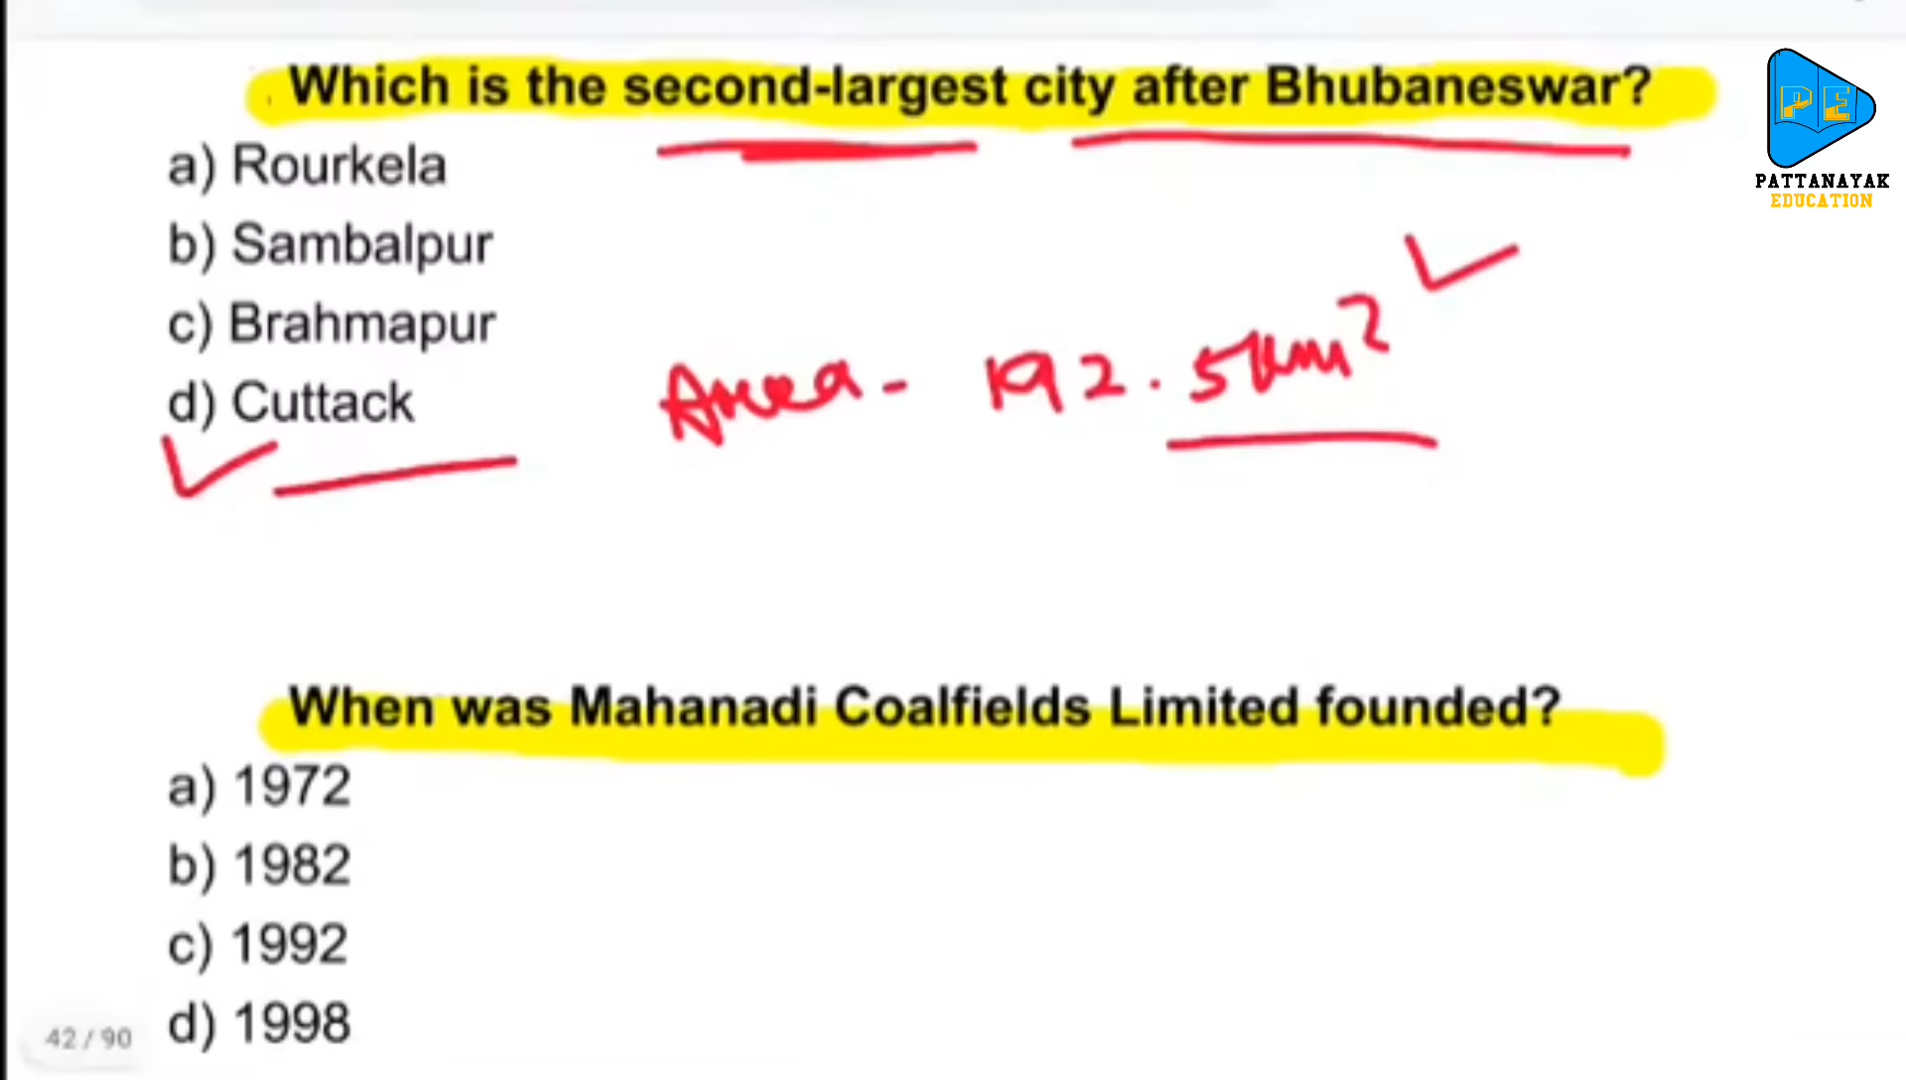 Which is the second-largest city after Bhubaneswar?
PE
PATTANAYAK
EDUCATION
a) Rourkela
b) Sambalpur
c) Brahmapur
d) Cuttack
Area - 192.5km²
When was Mahanadi Coalfields Limited founded?
a) 1972
b) 1982
c) 1992
d) 1998
42 / 90